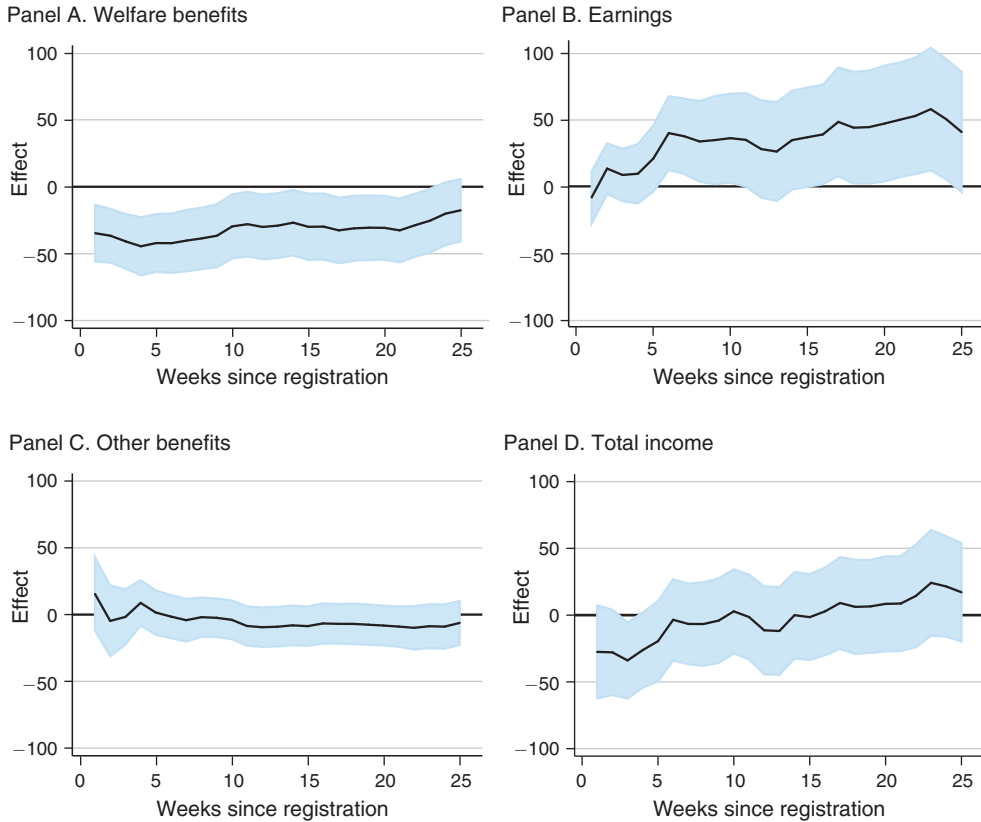 Panel A. Welfare benefits
100
50
0
−50
−100
Effect
0 5 10 15 20 25
Weeks since registration
Panel B. Earnings
100
50
0
−50
−100
Effect
0 5 10 15 20 25
Weeks since registration
Panel C. Other benefits
100
50
0
−50
−100
Effect
0 5 10 15 20 25
Weeks since registration
Panel D. Total income
100
50
0
−50
−100
Effect
0 5 10 15 20 25
Weeks since registration